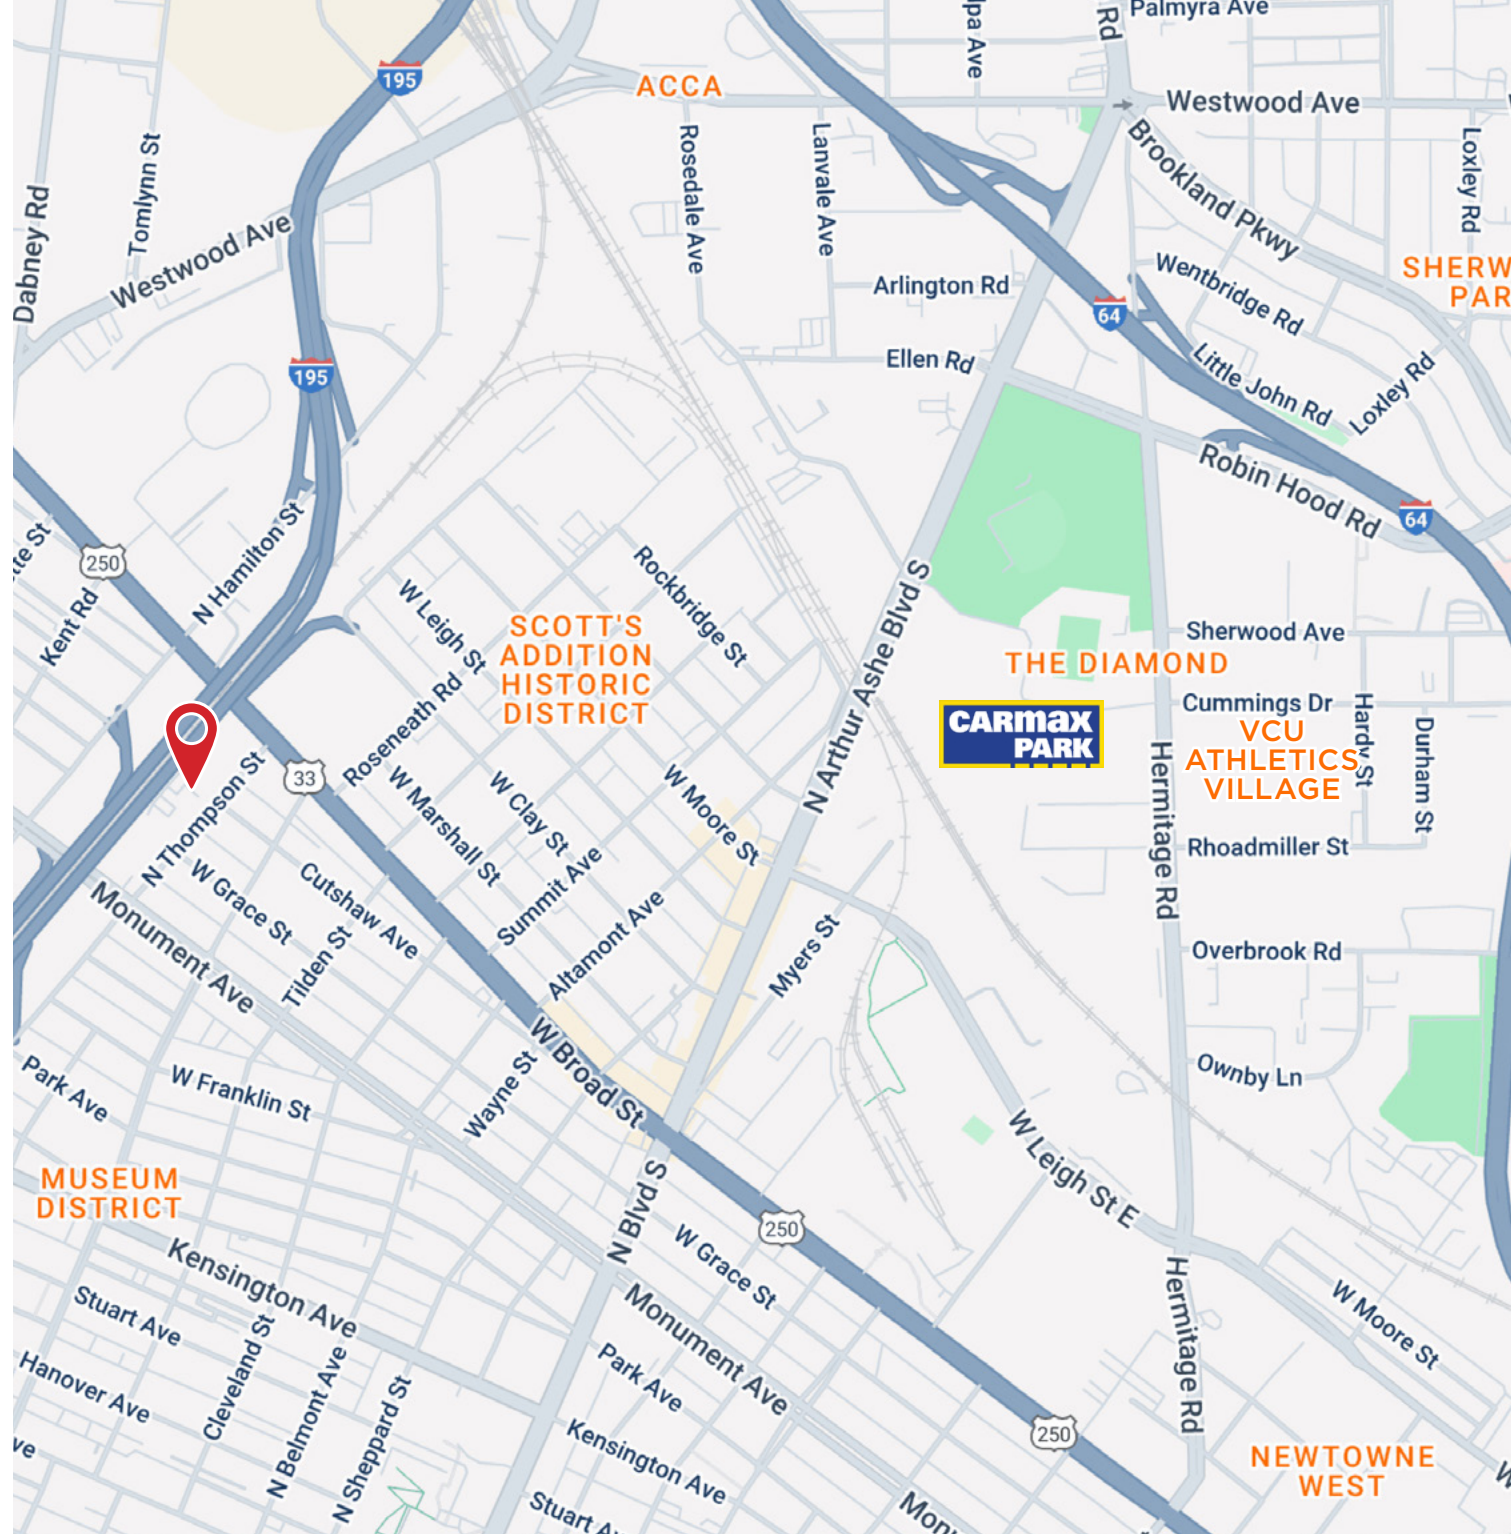 Palmyra Ave
lpa Ave
Rd
195
ACCA
Westwood Ave
Tomlynn St
Rosedale Ave
Lanvale Ave
Brookland Pkwy
Loxley Rd
Dabney Rd
Westwood Ave
Arlington Rd
Wentbridge Rd
SHERW
PAR
64
195
Ellen Rd
Little John Rd
Loxley Rd
Robin Hood Rd
64
tte St
250
N Hamilton St
Kent Rd
W Leigh St
Rockbridge St
SCOTT'S
ADDITION
HISTORIC
DISTRICT
N Arthur Ashe Blvd S
Sherwood Ave
THE DIAMOND
Roseneath Rd
CARMAX
PARK
Cummings Dr
Hardy St
Durham St
VCU
ATHLETICS
VILLAGE
33
N Thompson St
W Marshall St
W Clay St
W Moore St
Hermitage Rd
Rhoadmiller St
W Grace St
Cutshaw Ave
Summit Ave
Altamont Ave
Monument Ave
Tilden St
Myers St
Overbrook Rd
W Broad St
Wayne St
Park Ave
W Franklin St
Ownby Ln
W Leigh St E
MUSEUM
DISTRICT
N Blvd S
250
W Grace St
Kensington Ave
Stuart Ave
Hermitage Rd
W Moore St
Monument Ave
Hanover Ave
Cleveland St
N Belmont Ave
N Sheppard St
Park Ave
Kensington Ave
250
NEWTOWNE
WEST
ve
Stuart A
Monu
W